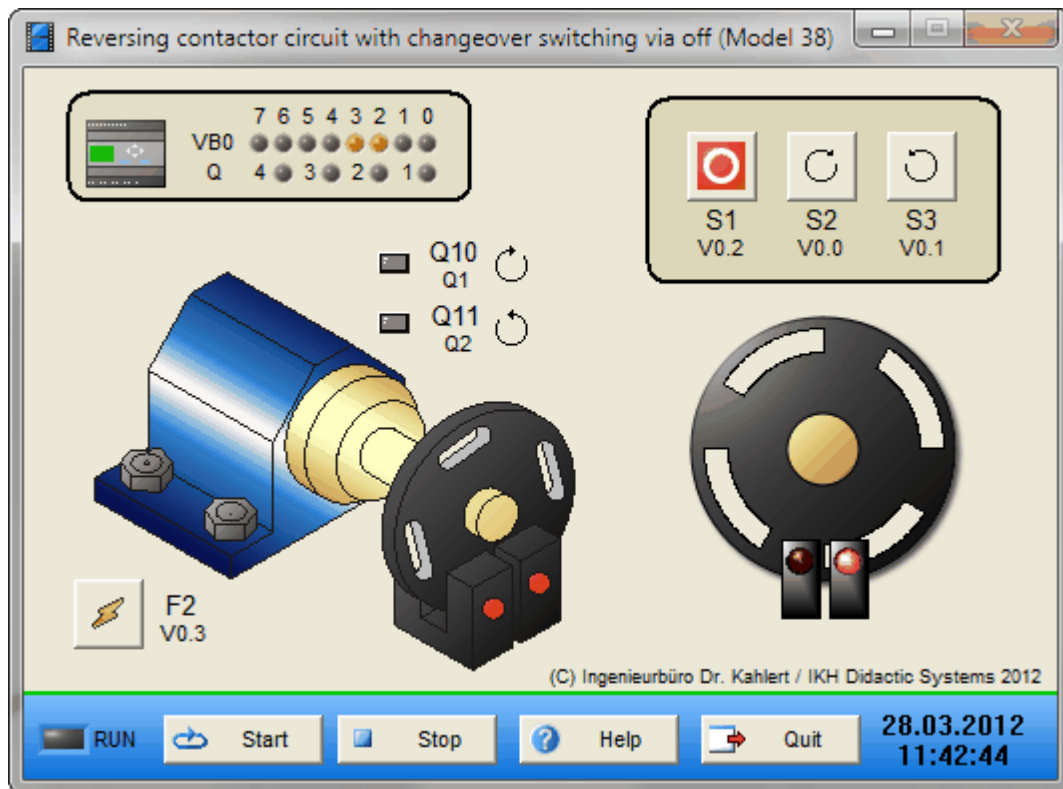 Reversing contactor circuit with changeover switching via off (Model 38)
7 6 5 4 3 2 1 0
VB0
Q 4 3 2 1
S1 S2 S3
V0.2 V0.0 V0.1
Q10
Q1
Q11
Q2
F2
V0.3
(C) Ingenieurbüro Dr. Kahlert / IKH Didactic Systems 2012
RUN Start Stop Help Quit
28.03.2012
11:42:44